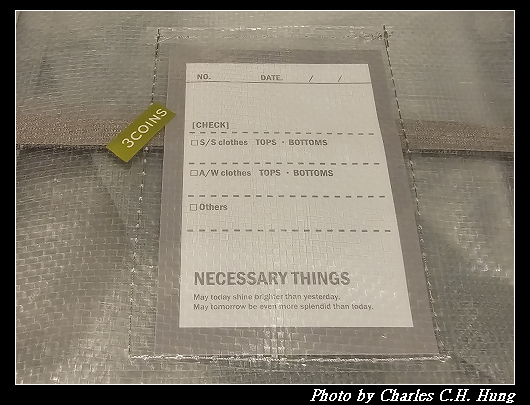 NO. DATE. / /
3COINS
[CHECK]
□ S/S clothes TOPS・BOTTOMS
□ A/W clothes TOPS・BOTTOMS
□ Others
NECESSARY THINGS
May today shine brighter than yesterday.
May tomorrow be even more splendid than today.
Photo by Charles C.H. Hung